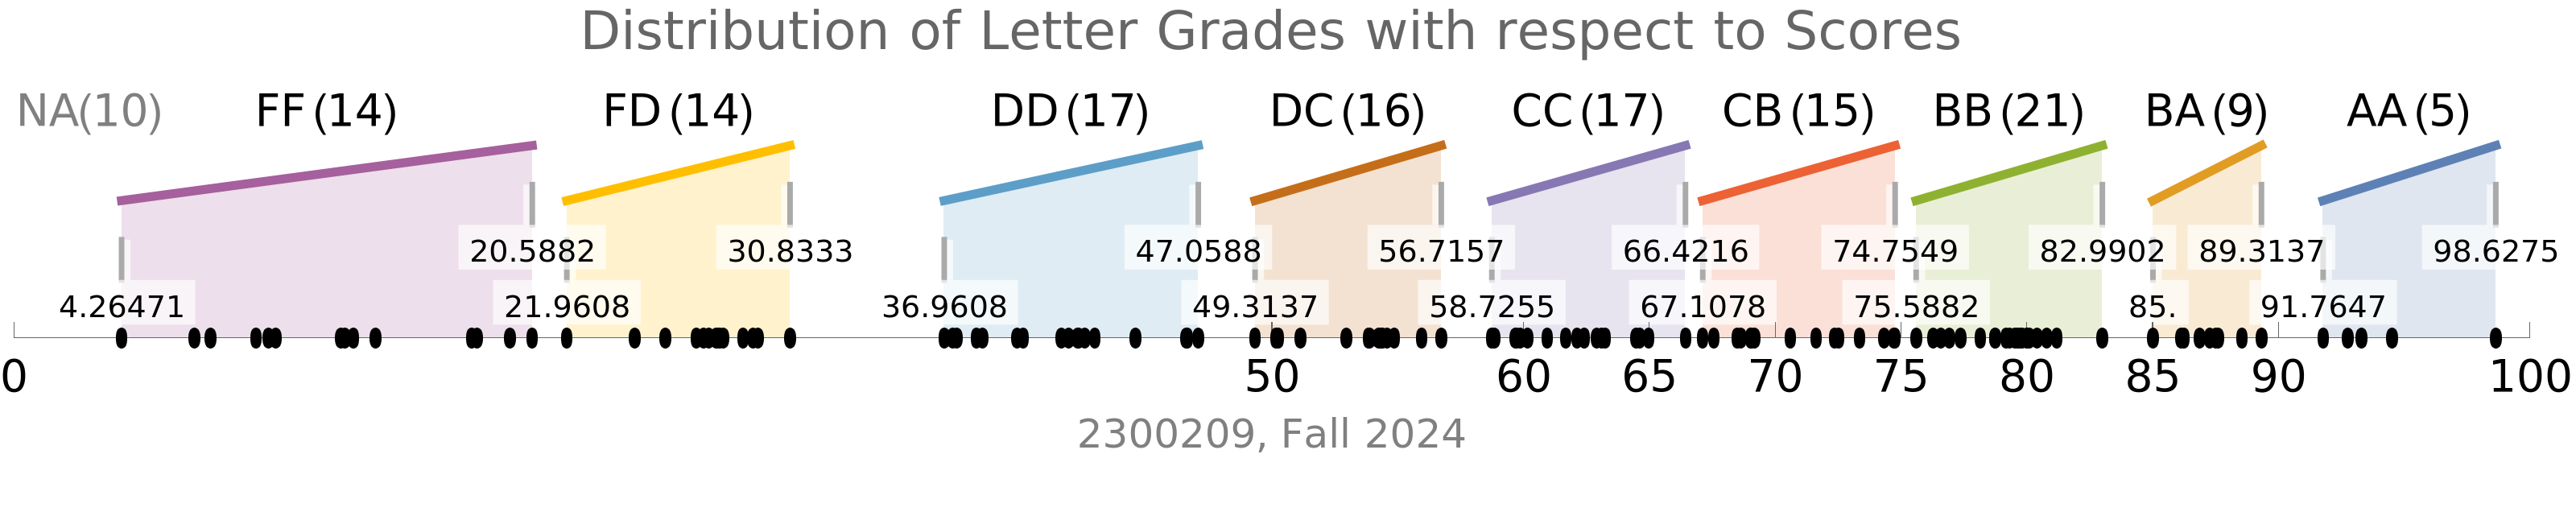 Distribution of Letter Grades with respect to Scores
NA(10) FF (14) FD (14) DD (17) DC (16) CC (17) CB (15) BB (21) BA (9) AA (5)
20.5882 30.8333 47.0588 56.7157 66.4216 74.7549 82.9902 89.3137 98.6275
4.26471 21.9608 36.9608 49.3137 58.7255 67.1078 75.5882 85. 91.7647
0 50 60 65 70 75 80 85 90 100
2300209, Fall 2024